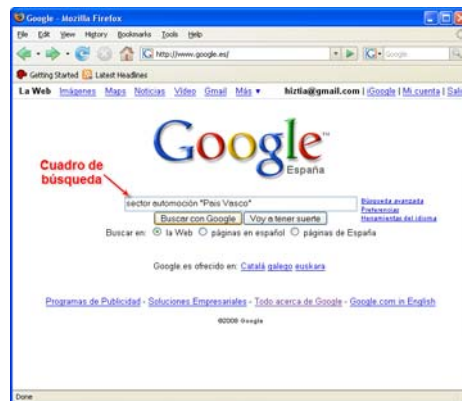 Google - Mozilla Firefox
File Edit View History Bookmarks Tools Help
http://www.google.es/ Google
Getting Started Latest Headlines
La Web Imágenes Maps Noticias Vídeo Gmail Más ▼ hiztia@gmail.com | iGoogle | Mi cuenta | Sali
Google™
España
Cuadro de
búsqueda
sector automoción "Pais Vasco"
Búsqueda avanzada
Preferencias
Herramientas del idioma
Buscar con Google Voy a tener suerte
Buscar en: la Web páginas en español páginas de España
Google.es ofrecido en: Català galego euskara
Programas de Publicidad - Soluciones Empresariales - Todo acerca de Google - Google.com in English
©2008 Google
Done